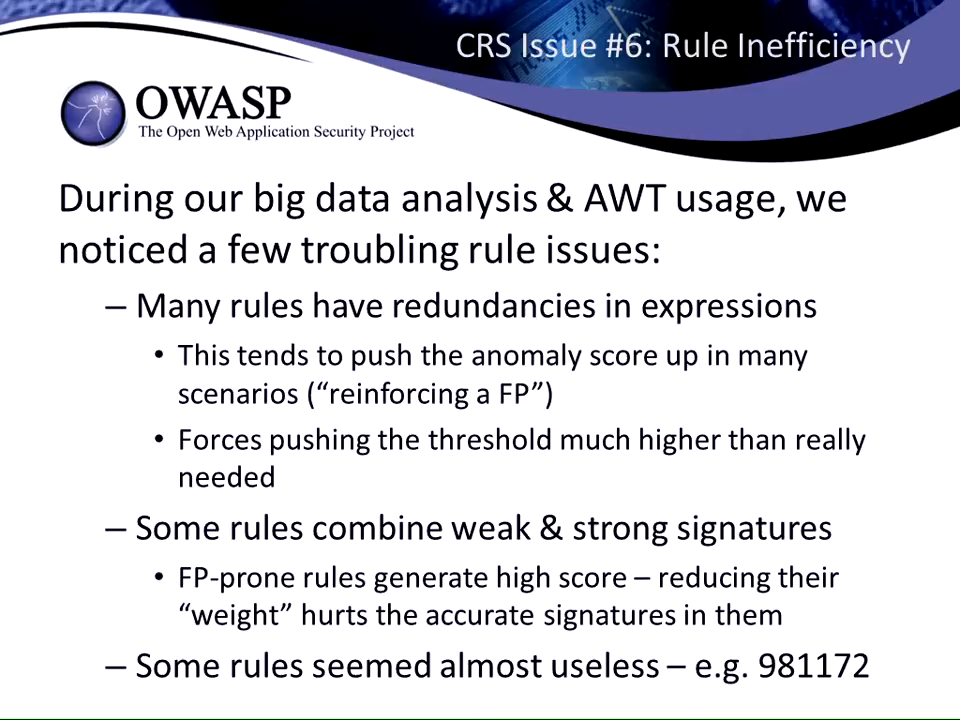 CRS Issue #6: Rule Inefficiency
OWASP
The Open Web Application Security Project
During our big data analysis & AWT usage, we
noticed a few troubling rule issues:
– Many rules have redundancies in expressions
• This tends to push the anomaly score up in many
scenarios (“reinforcing a FP”)
• Forces pushing the threshold much higher than really
needed
– Some rules combine weak & strong signatures
• FP-prone rules generate high score – reducing their
“weight” hurts the accurate signatures in them
– Some rules seemed almost useless – e.g. 981172